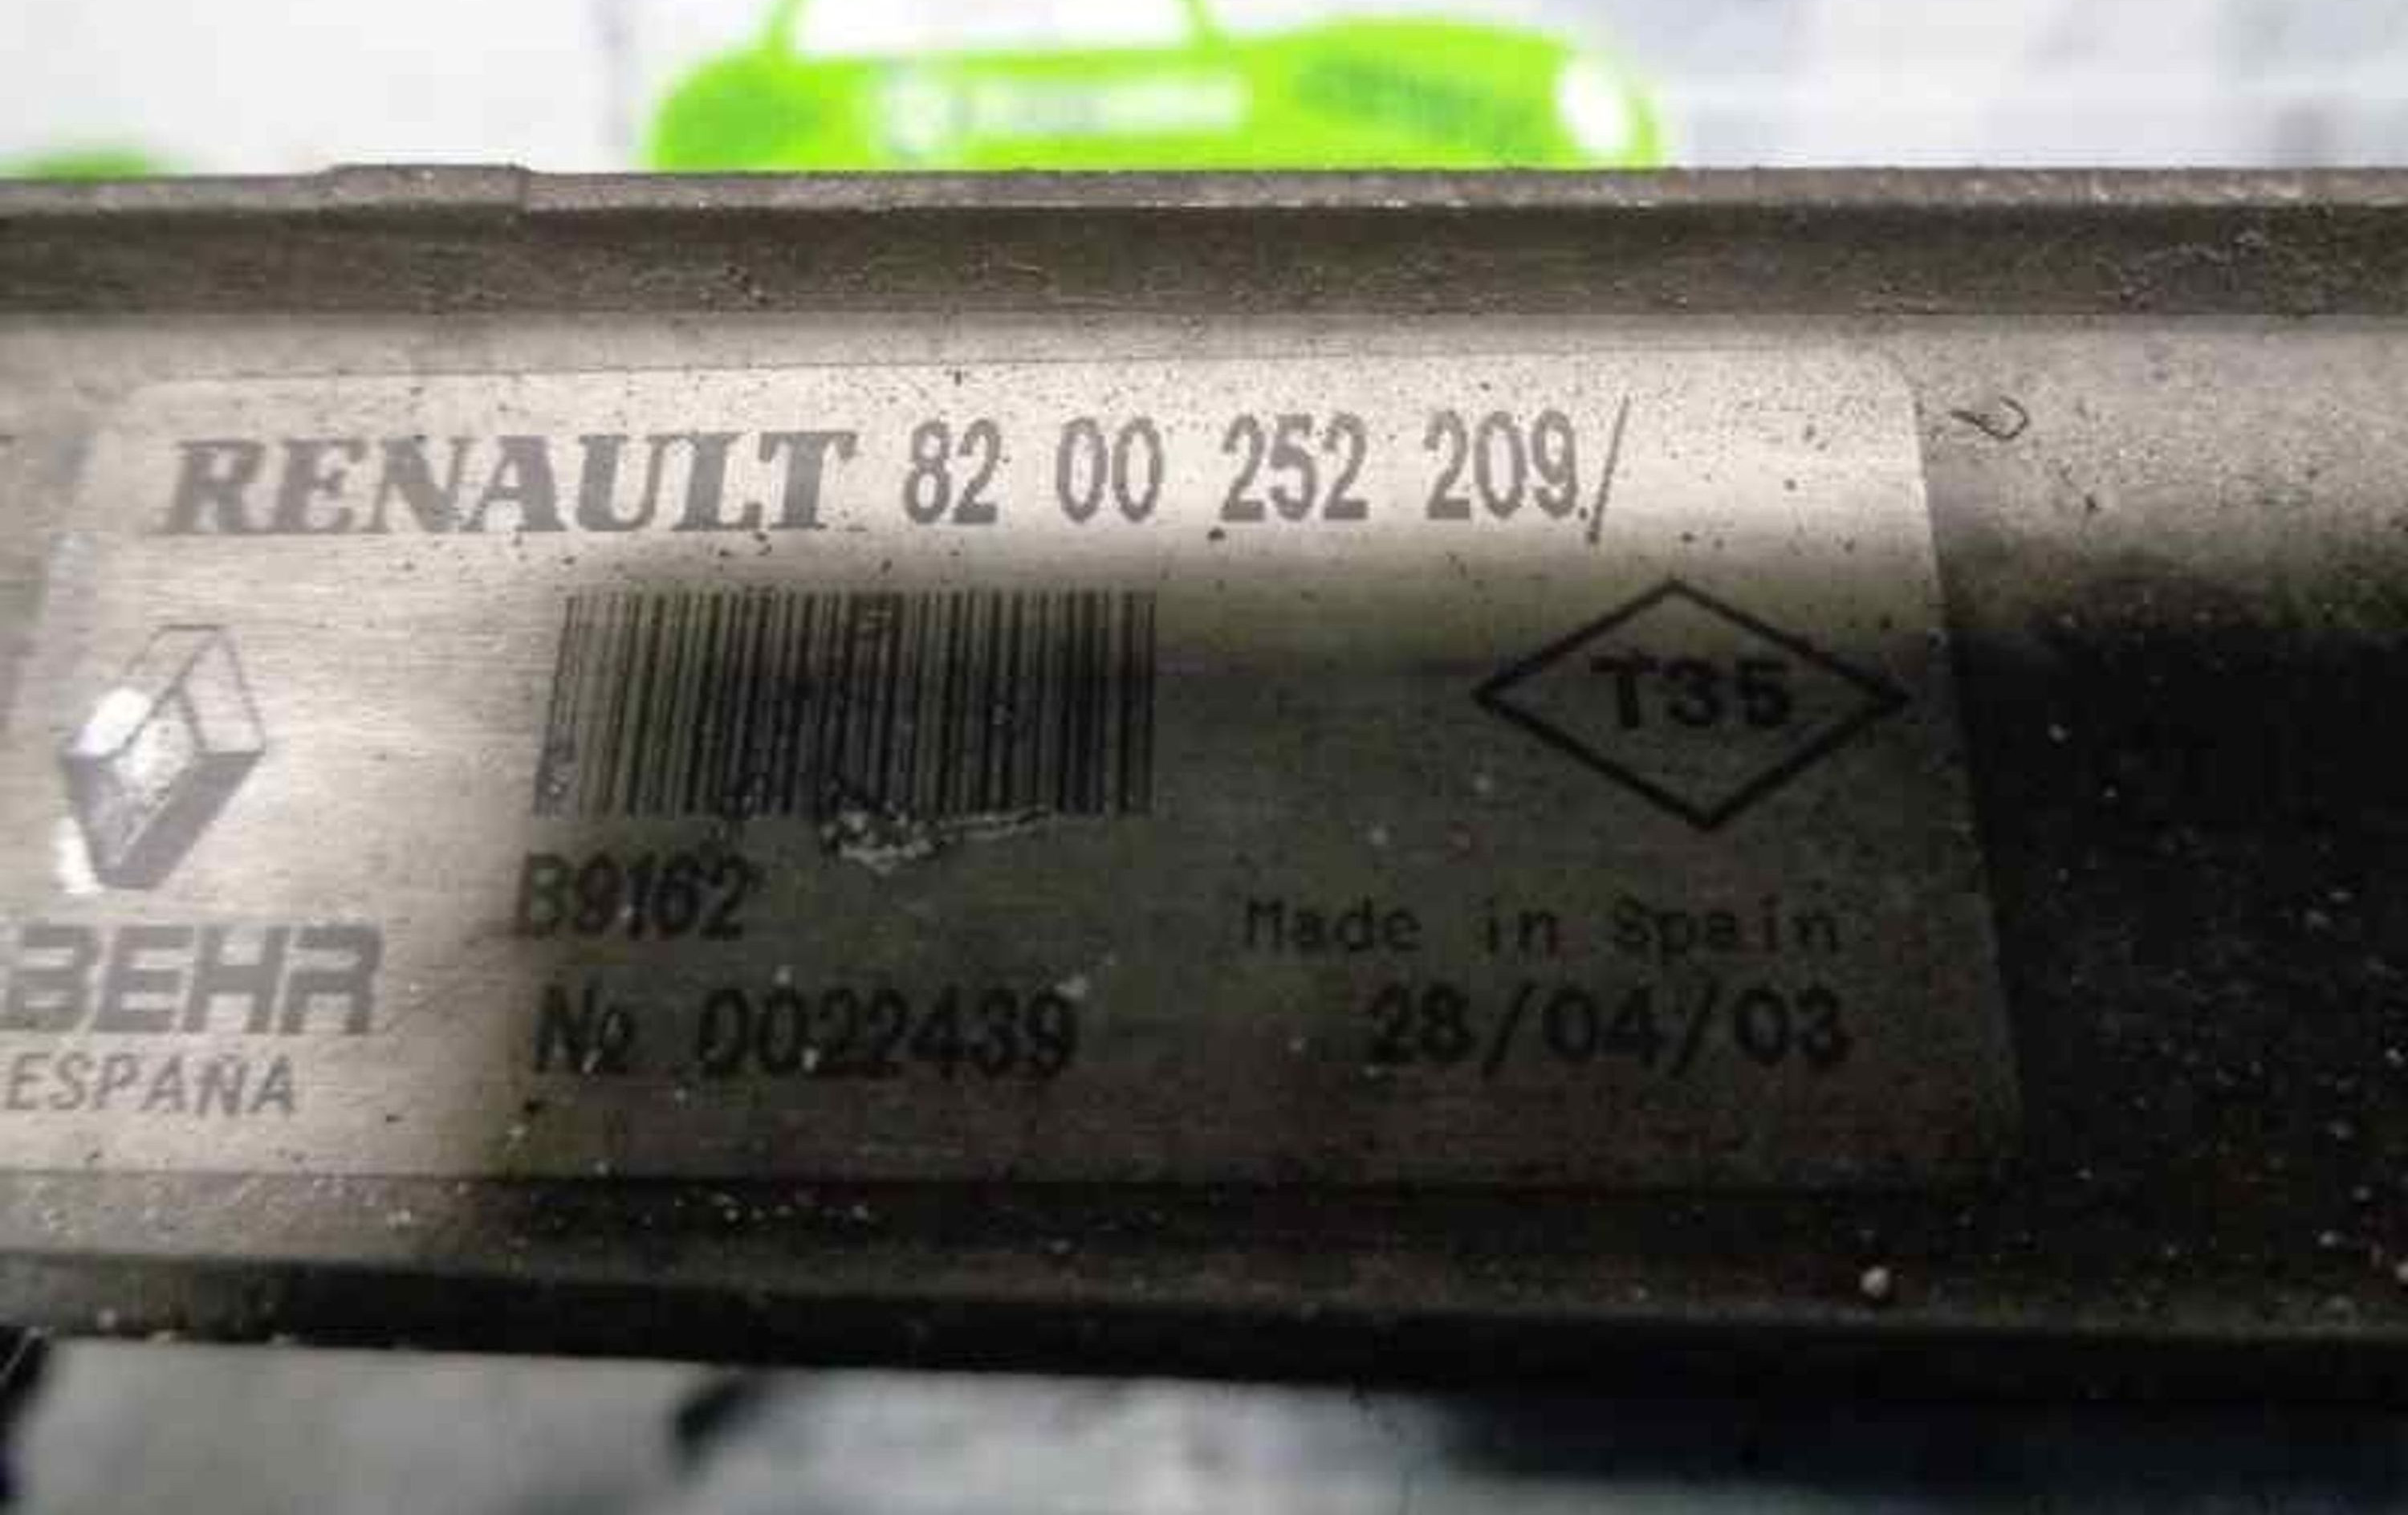 RENAULT 82 00 252 209./
T35
BEHR
ESPAÑA
B9162
No 0022439
Made in Spain
28/04/03